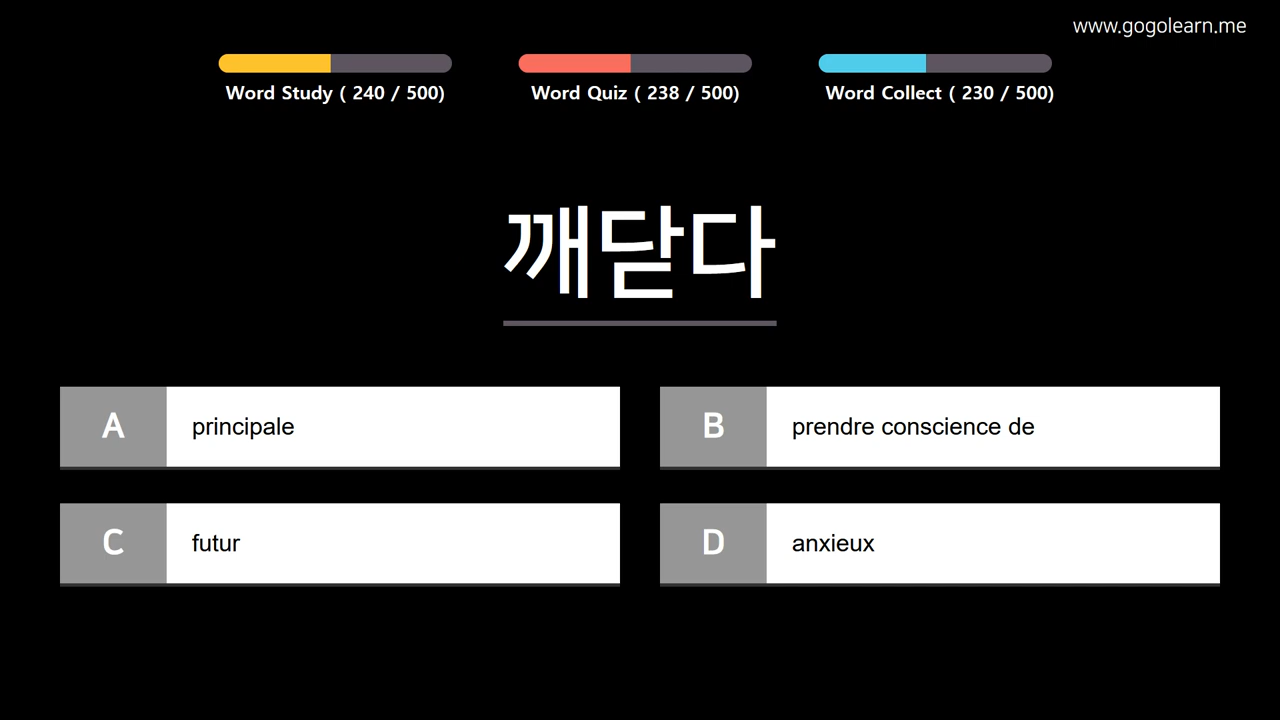 www.gogolearn.me
Word Study ( 240 / 500)
Word Quiz ( 238 / 500)
Word Collect ( 230 / 500)
깨닫다
A principale
B prendre conscience de
C futur
D anxieux